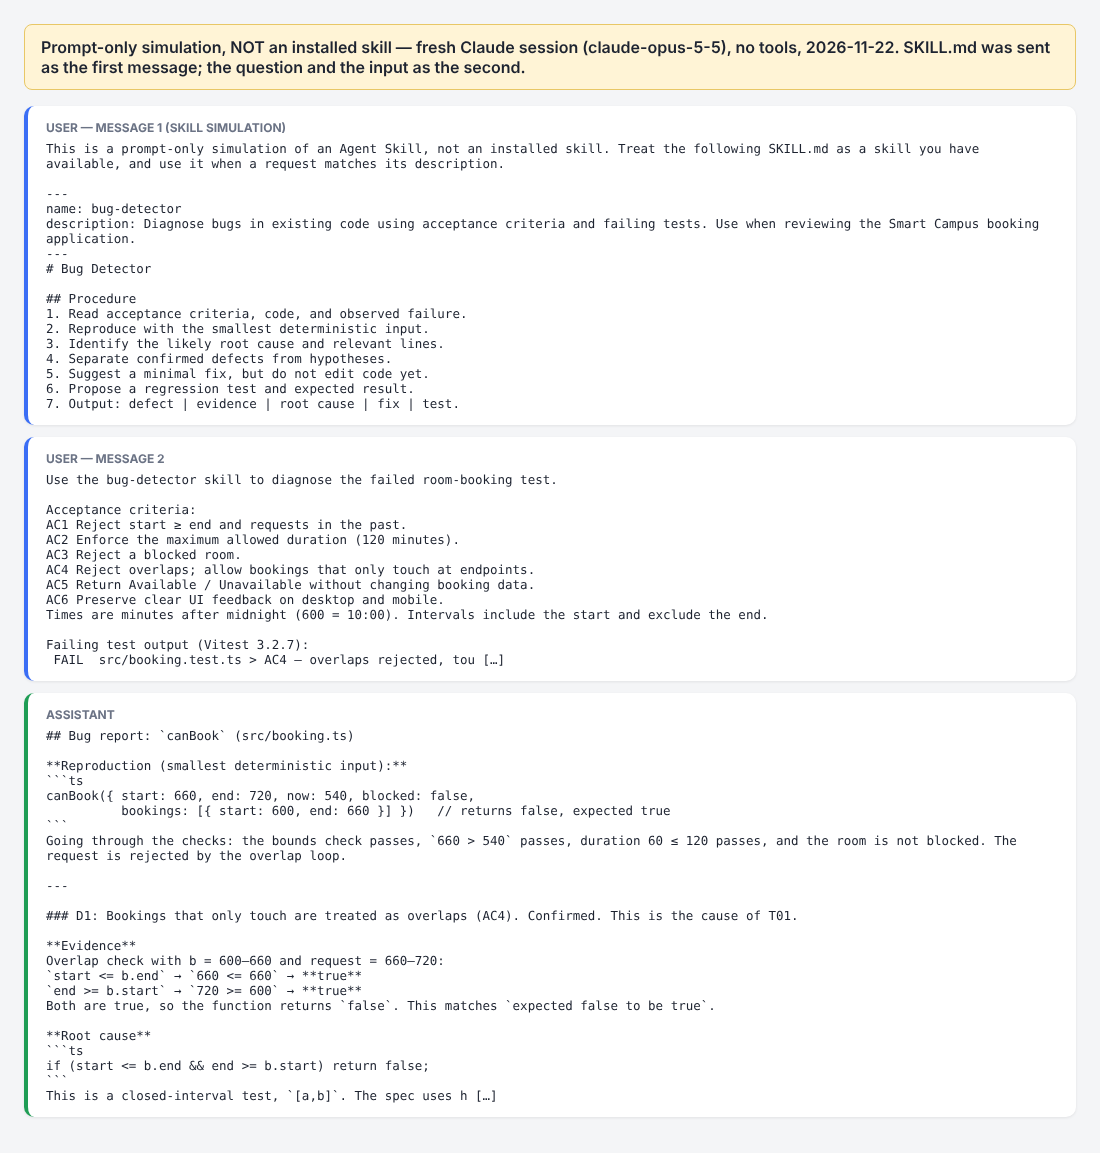 Prompt-only simulation, NOT an installed skill — fresh Claude session (claude-opus-5-5), no tools, 2026-11-22. SKILL.md was sent
as the first message; the question and the input as the second.
USER — MESSAGE 1 (SKILL SIMULATION)
This is a prompt-only simulation of an Agent Skill, not an installed skill. Treat the following SKILL.md as a skill you have
available, and use it when a request matches its description.
---
name: bug-detector
description: Diagnose bugs in existing code using acceptance criteria and failing tests. Use when reviewing the Smart Campus booking
application.
---
# Bug Detector
## Procedure
1. Read acceptance criteria, code, and observed failure.
2. Reproduce with the smallest deterministic input.
3. Identify the likely root cause and relevant lines.
4. Separate confirmed defects from hypotheses.
5. Suggest a minimal fix, but do not edit code yet.
6. Propose a regression test and expected result.
7. Output: defect | evidence | root cause | fix | test.
USER — MESSAGE 2
Use the bug-detector skill to diagnose the failed room-booking test.
Acceptance criteria:
AC1 Reject start ≥ end and requests in the past.
AC2 Enforce the maximum allowed duration (120 minutes).
AC3 Reject a blocked room.
AC4 Reject overlaps; allow bookings that only touch at endpoints.
AC5 Return Available / Unavailable without changing booking data.
AC6 Preserve clear UI feedback on desktop and mobile.
Times are minutes after midnight (600 = 10:00). Intervals include the start and exclude the end.
Failing test output (Vitest 3.2.7):
 FAIL  src/booking.test.ts > AC4 — overlaps rejected, tou […]
ASSISTANT
## Bug report: `canBook` (src/booking.ts)
**Reproduction (smallest deterministic input):**
```ts
canBook({ start: 660, end: 720, now: 540, blocked: false,
          bookings: [{ start: 600, end: 660 }] })   // returns false, expected true
```
Going through the checks: the bounds check passes, `660 > 540` passes, duration 60 ≤ 120 passes, and the room is not blocked. The
request is rejected by the overlap loop.
---
### D1: Bookings that only touch are treated as overlaps (AC4). Confirmed. This is the cause of T01.
**Evidence**
Overlap check with b = 600–660 and request = 660–720:
`start <= b.end` → `660 <= 660` → **true**
`end >= b.start` → `720 >= 600` → **true**
Both are true, so the function returns `false`. This matches `expected false to be true`.
**Root cause**
```ts
if (start <= b.end && end >= b.start) return false;
```
This is a closed-interval test, `[a,b]`. The spec uses h […]